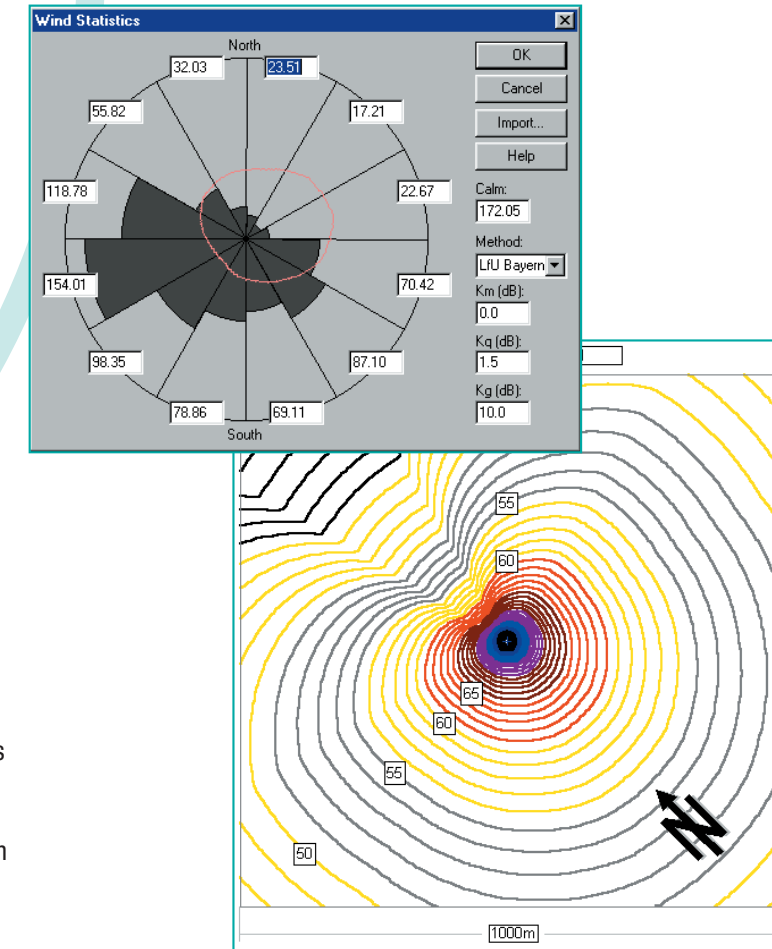 Wind Statistics
North
32.03
23.51
OK
Cancel
55.82
17.21
Import...
Help
118.78
22.67
Calm:
172.05
Method:
LfU Bayern
154.01
70.42
Km (dB):
0.0
Kq (dB):
1.5
98.35
87.10
Kg (dB):
10.0
78.86
69.11
South
55
60
65
60
55
50
N
1000m